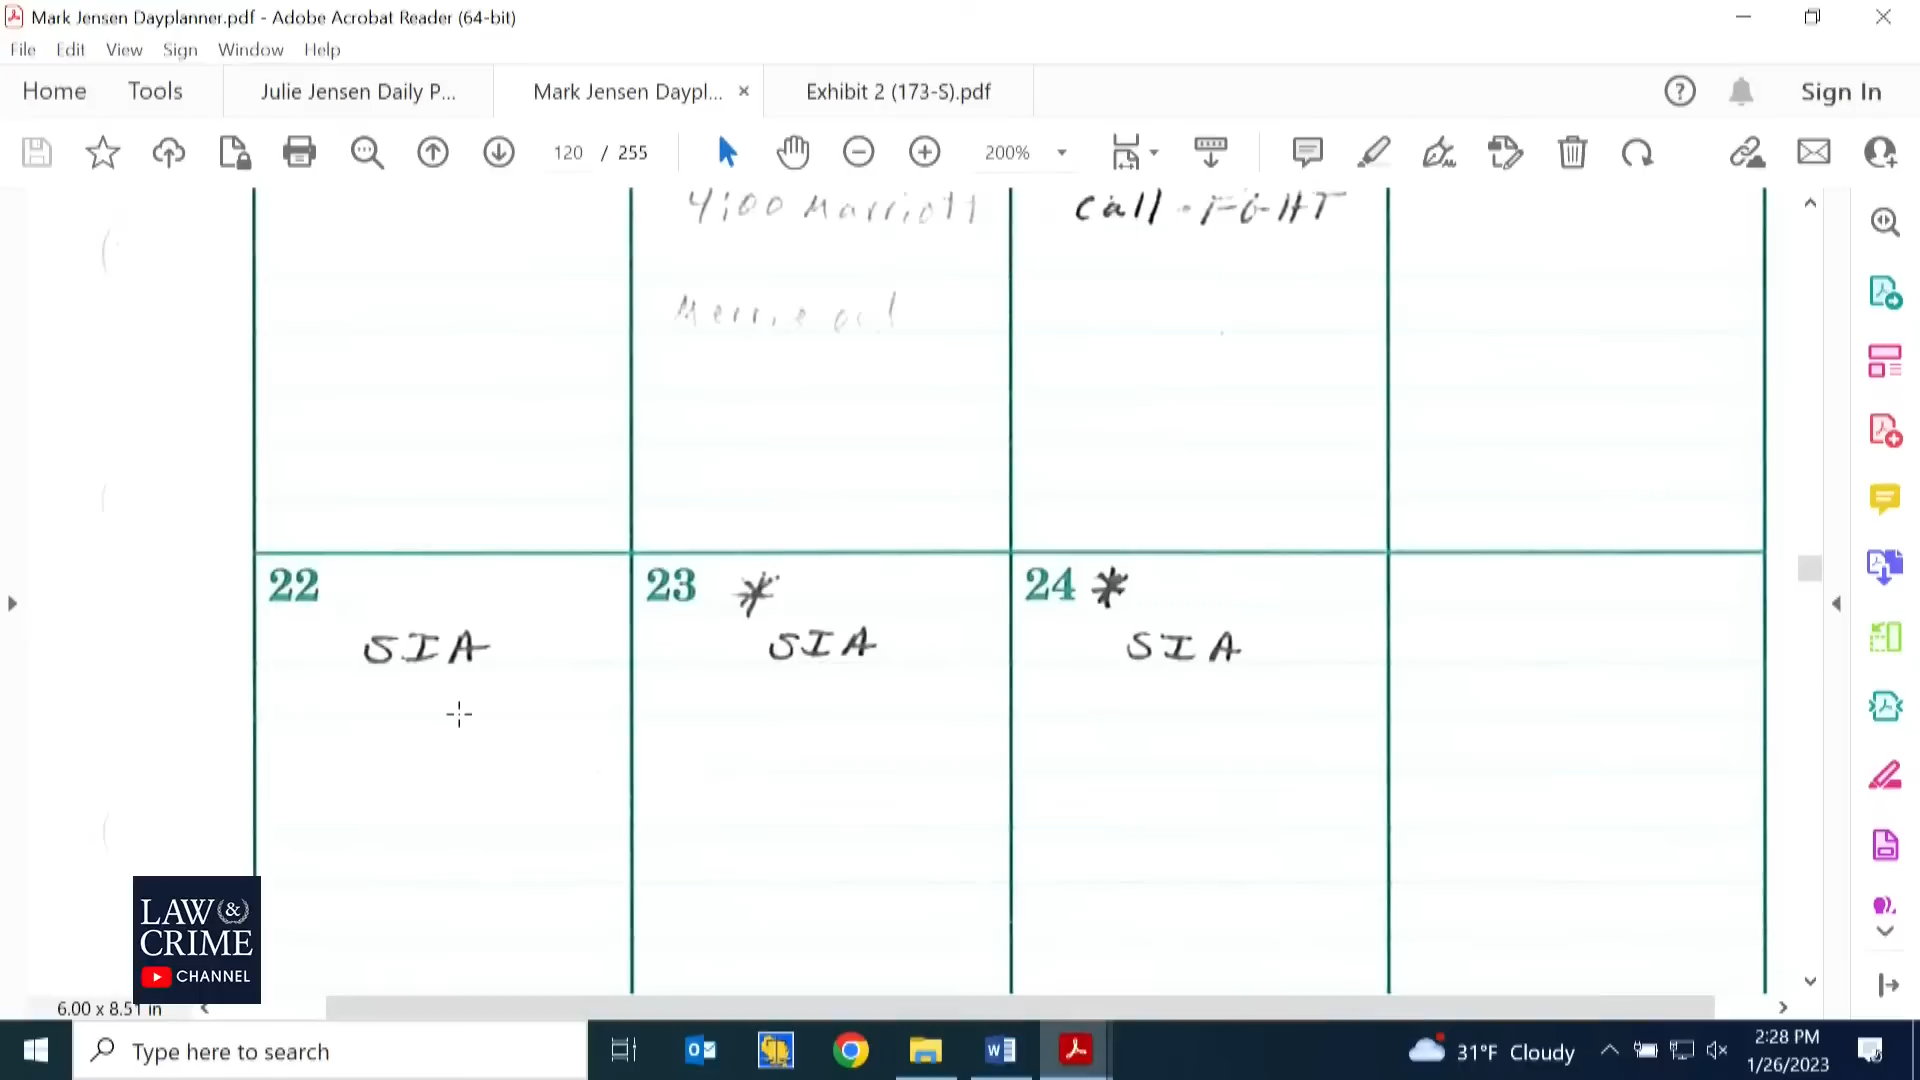 Mark Jensen Dayplanner.pdf - Adobe Acrobat Reader (64-bit)
File Edit View Sign Window Help
Home Tools Julie Jensen Daily P... Mark Jensen Daypl... × Exhibit 2 (173-S).pdf Sign In
120 / 255 200%
4:00 Marriott
call -
22 23 * 24 *
SIA SIA SIA
LAW &
CRIME
CHANNEL
6.00 x 8.51 in
Type here to search
31°F Cloudy
2:28 PM
1/26/2023